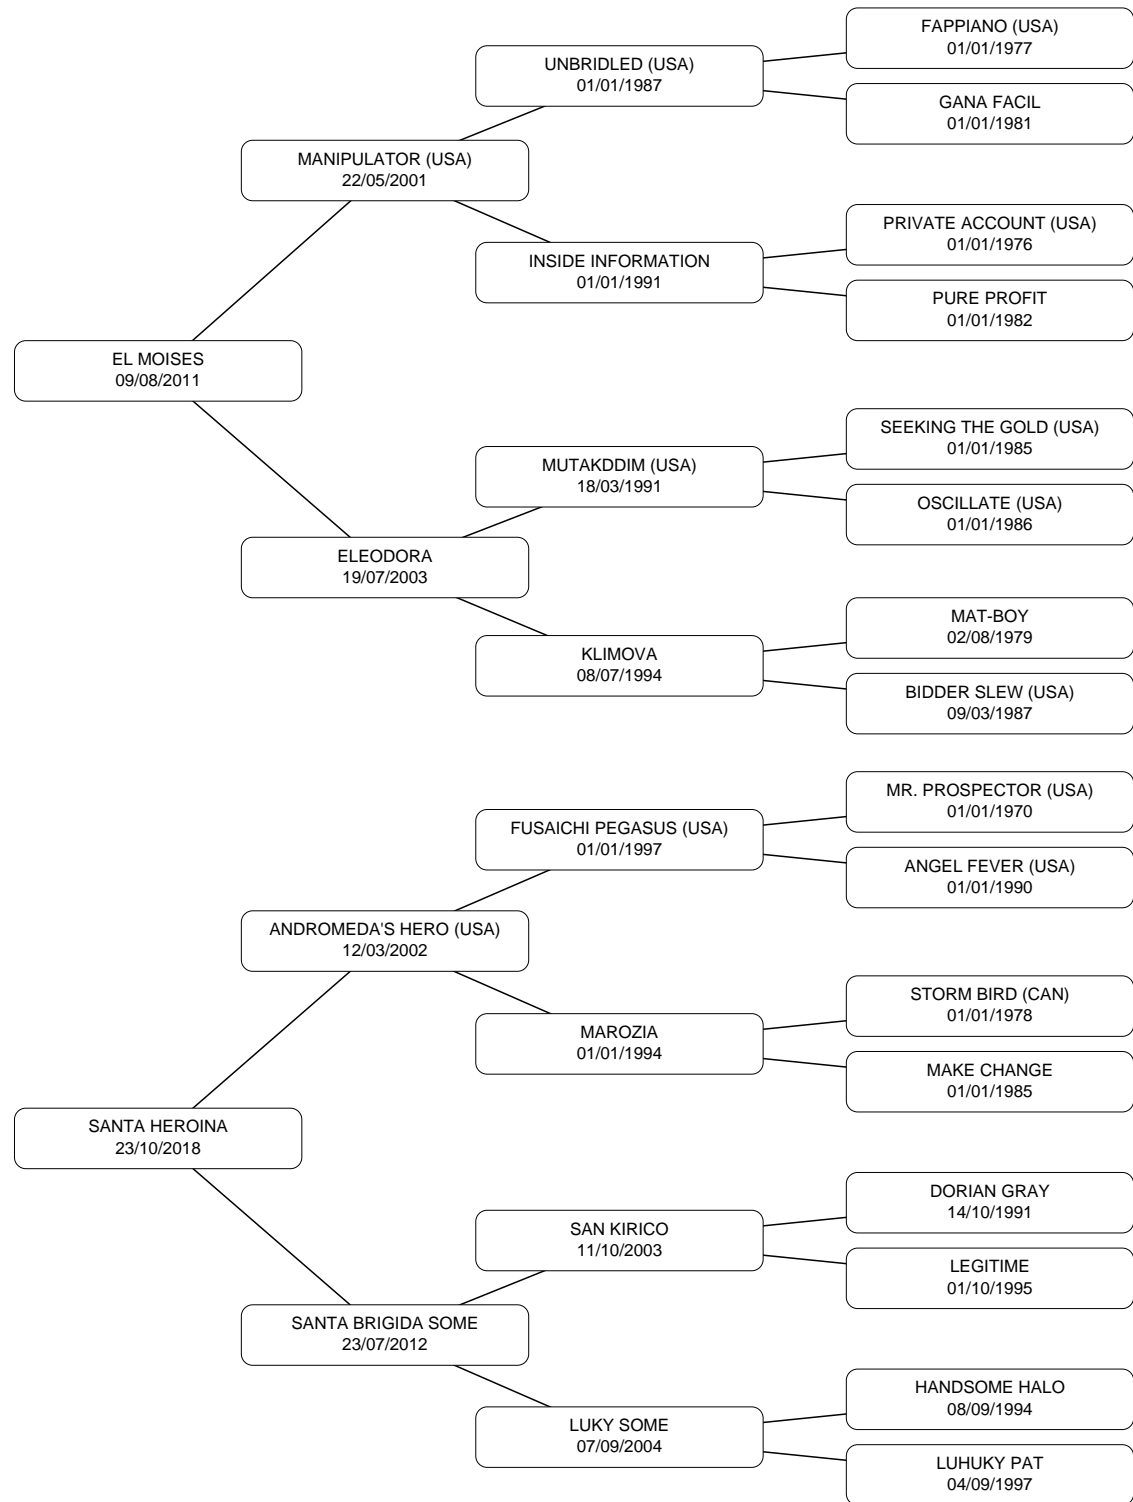 FAPPIANO (USA)
01/01/1977
UNBRIDLED (USA)
01/01/1987
GANA FACIL
01/01/1981
MANIPULATOR (USA)
22/05/2001
PRIVATE ACCOUNT (USA)
01/01/1976
INSIDE INFORMATION
01/01/1991
PURE PROFIT
01/01/1982
EL MOISES
09/08/2011
SEEKING THE GOLD (USA)
01/01/1985
MUTAKDDIM (USA)
18/03/1991
OSCILLATE (USA)
01/01/1986
ELEODORA
19/07/2003
MAT-BOY
02/08/1979
KLIMOVA
08/07/1994
BIDDER SLEW (USA)
09/03/1987
MR. PROSPECTOR (USA)
01/01/1970
FUSAICHI PEGASUS (USA)
01/01/1997
ANGEL FEVER (USA)
01/01/1990
ANDROMEDA'S HERO (USA)
12/03/2002
STORM BIRD (CAN)
01/01/1978
MAROZIA
01/01/1994
MAKE CHANGE
01/01/1985
SANTA HEROINA
23/10/2018
DORIAN GRAY
14/10/1991
SAN KIRICO
11/10/2003
LEGITIME
01/10/1995
SANTA BRIGIDA SOME
23/07/2012
HANDSOME HALO
08/09/1994
LUKY SOME
07/09/2004
LUHUKY PAT
04/09/1997